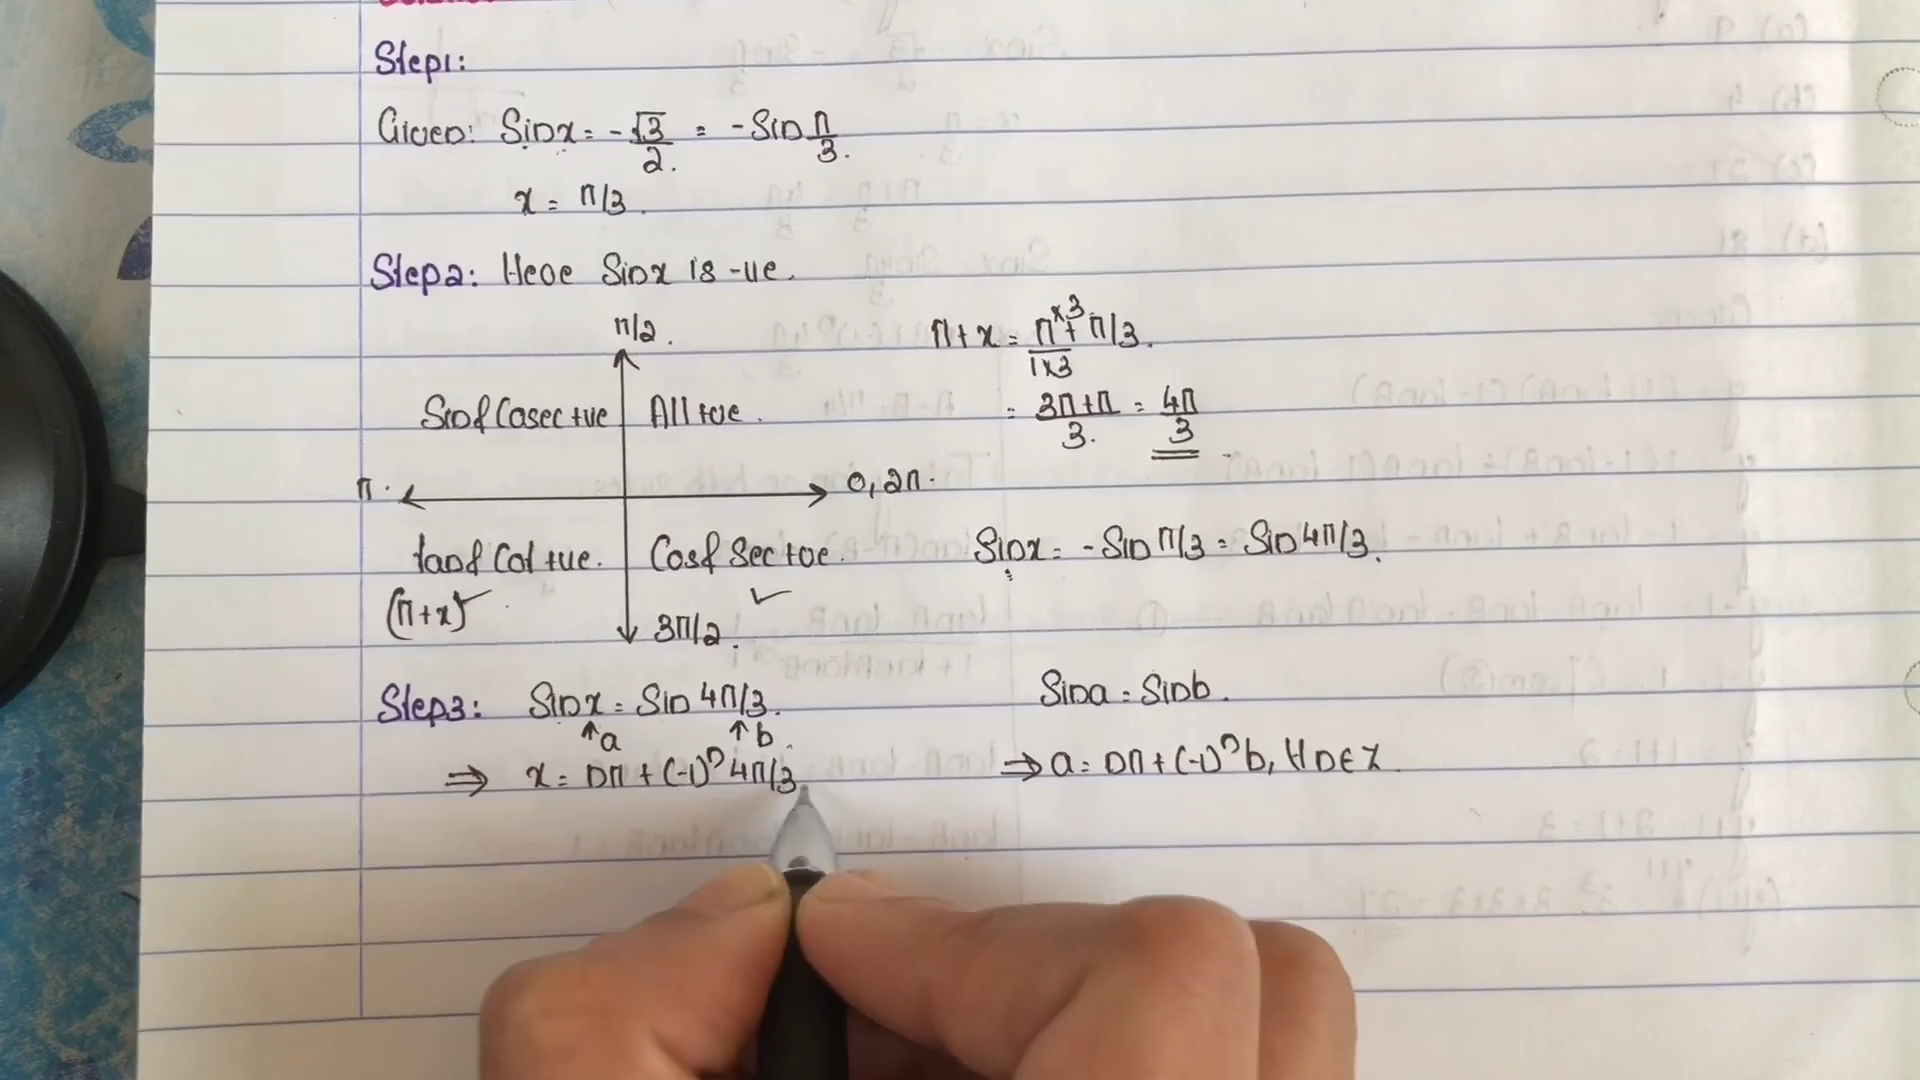 Step1:
Given: Sinx = -√3/2. = -Sin π/3.
x = π/3.
Step2: Here Sinx is -ve.
π/2.
π + x = π×3/1×3 + π/3.
= 3π+π/3. = 4π/3
Sin & Cosec +ve
All +ve.
π.
0, 2π.
tan & Cot +ve.
Cos & Sec +ve.
Sinx = -Sin π/3 = Sin 4π/3.
(π+x) ✓
✓
3π/2.
Step3: Sinx = Sin 4π/3.
Sina = Sinb.
↑a ↑b.
⇒ x = nπ + (-1)ⁿ 4π/3
⇒ a = nπ + (-1)ⁿ b, ∀ n ∈ Z.